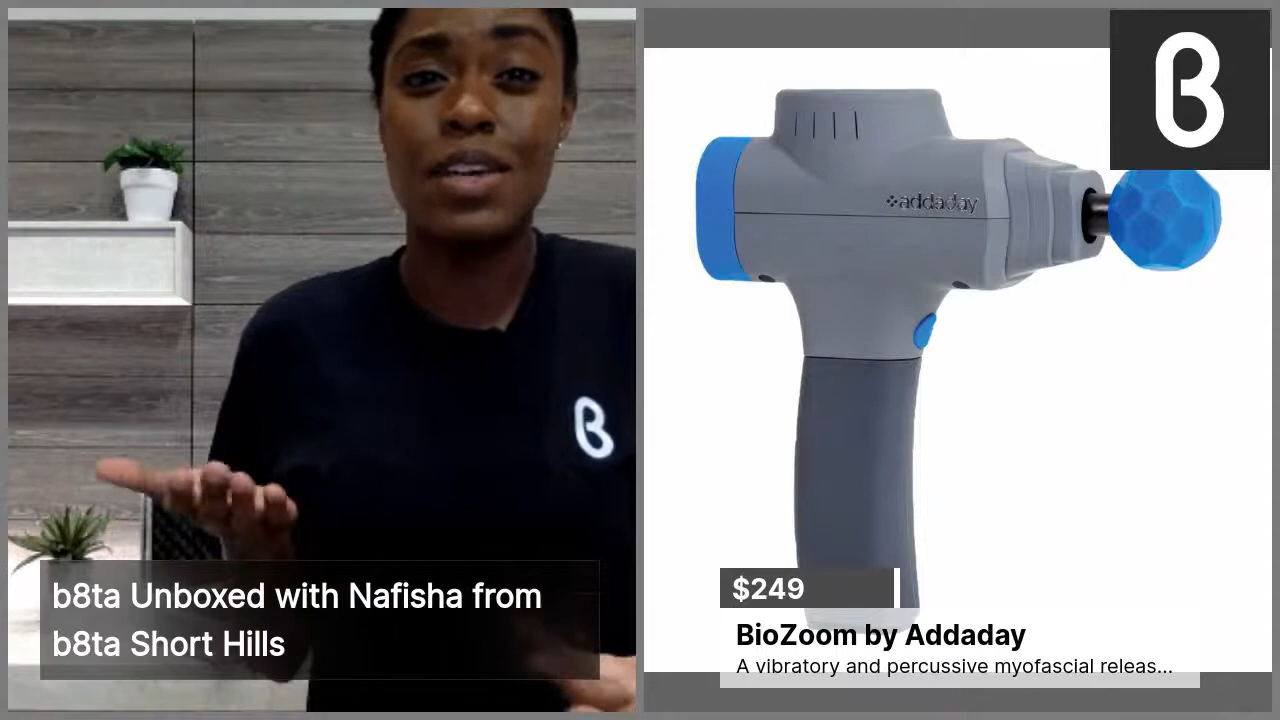 b8ta Unboxed with Nafisha from
b8ta Short Hills
addaday
$249
BioZoom by Addaday
A vibratory and percussive myofascial releas...